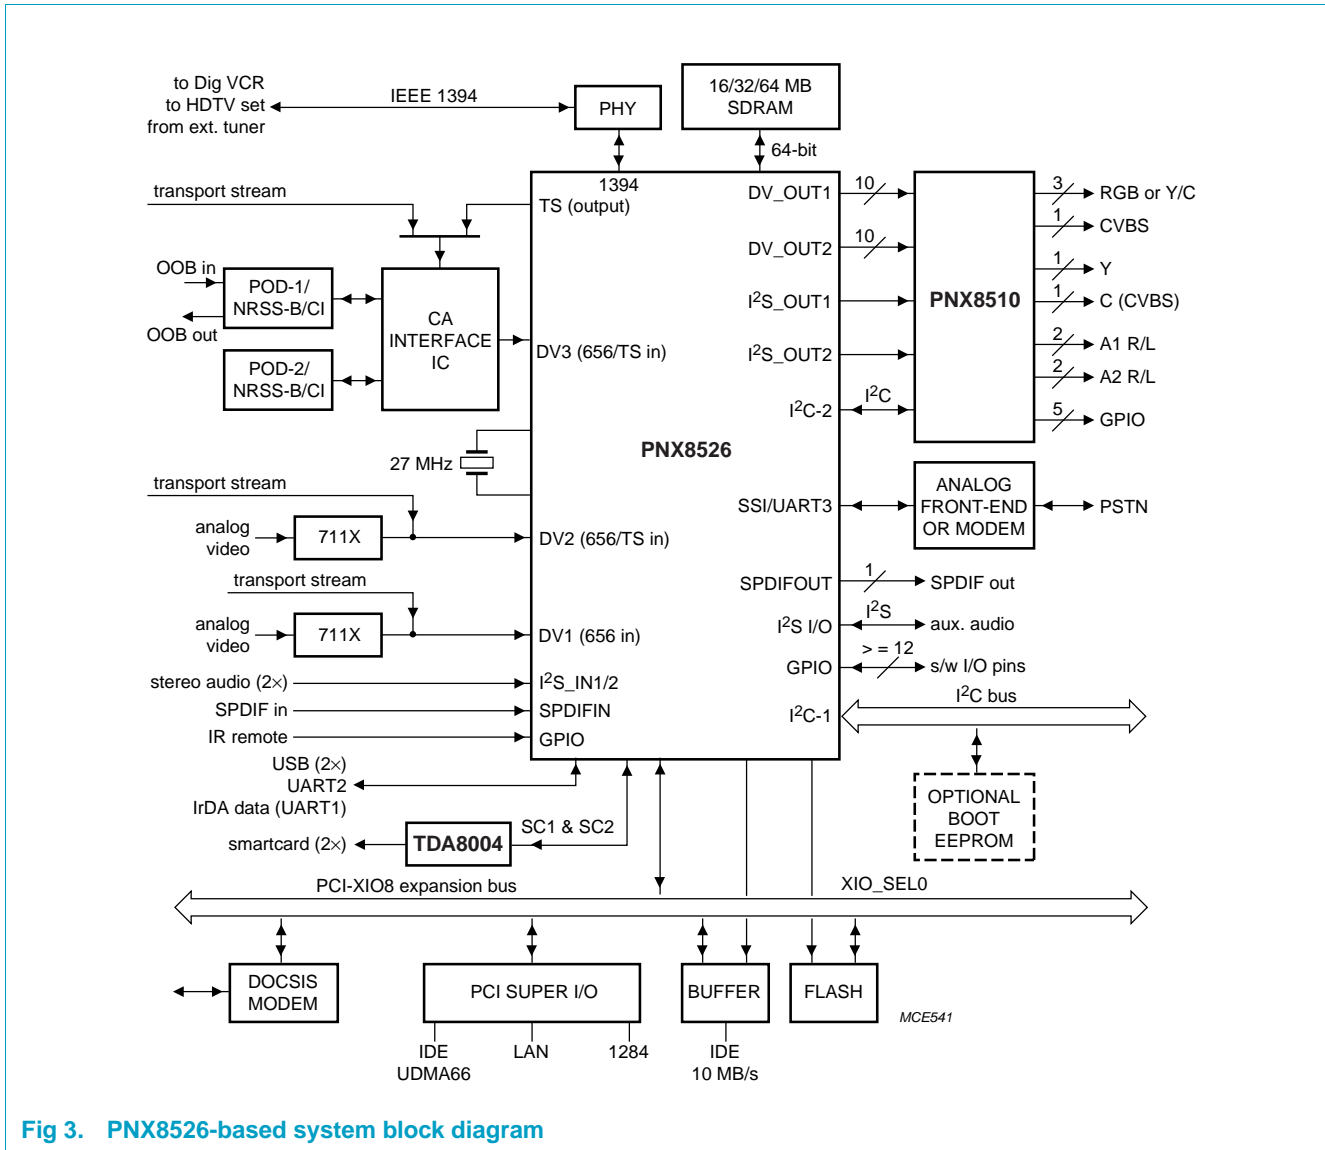 to Dig VCR
to HDTV set
from ext. tuner
IEEE 1394
PHY
16/32/64 MB
SDRAM
64-bit
1394
transport stream
TS (output)
OOB in
OOB out
POD-1/
NRSS-B/CI
POD-2/
NRSS-B/CI
CA
INTERFACE
IC
DV3 (656/TS in)
27 MHz
PNX8526
transport stream
analog
video
711X
DV2 (656/TS in)
transport stream
analog
video
711X
DV1 (656 in)
stereo audio (2×)
I2S_IN1/2
SPDIF in
SPDIFIN
IR remote
GPIO
DV_OUT1
10
DV_OUT2
10
I2S_OUT1
I2S_OUT2
I2C-2
I2C
PNX8510
3
RGB or Y/C
1
CVBS
1
Y
1
C (CVBS)
2
A1 R/L
2
A2 R/L
5
GPIO
SSI/UART3
ANALOG
FRONT-END
OR MODEM
PSTN
SPDIFOUT
1
SPDIF out
I2S I/O
I2S
aux. audio
GPIO
> = 12
s/w I/O pins
I2C-1
I2C bus
OPTIONAL
BOOT
EEPROM
USB (2×)
UART2
IrDA data (UART1)
smartcard (2×)
TDA8004
SC1 & SC2
PCI-XIO8 expansion bus
XIO_SEL0
DOCSIS
MODEM
PCI SUPER I/O
BUFFER
FLASH
MCE541
IDE
UDMA66
LAN
1284
IDE
10 MB/s
Fig 3. PNX8526-based system block diagram